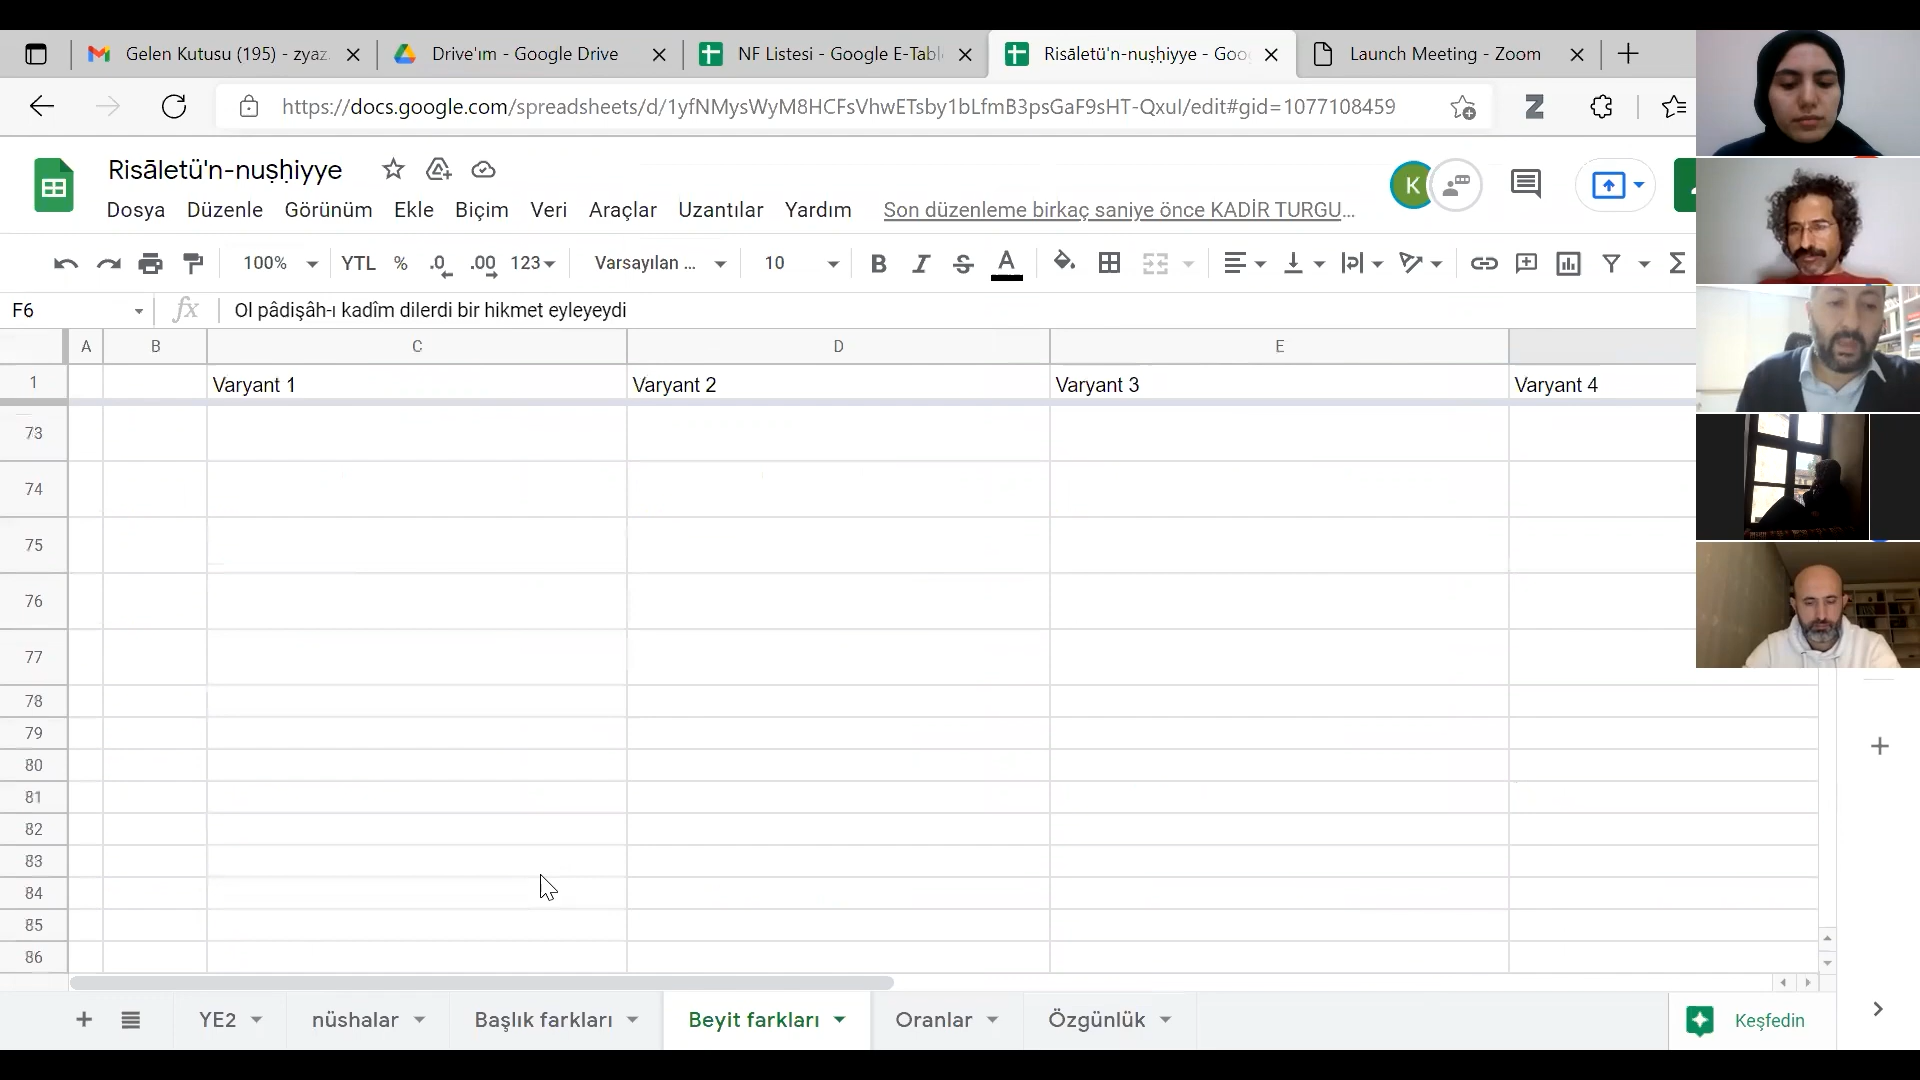 Gelen Kutusu (195) - zyaz
Drive'ım - Google Drive
NF Listesi - Google E-Tabl
Risāletü'n-nuṣḥiyye - Goo
Launch Meeting - Zoom
https://docs.google.com/spreadsheets/d/1yfNMysWyM8HCFsVhwETsby1bLfmB3psGaF9sHT-QxuI/edit#gid=1077108459
Risāletü'n-nuṣḥiyye
K
Dosya Düzenle Görünüm Ekle Biçim Veri Araçlar Uzantılar Yardım Son düzenleme birkaç saniye önce KADİR TURGU...
100% YTL % .0 .00 123 Varsayılan ... 10 B I S A Σ
F6 fx Ol pâdişâh-ı kadîm dilerdi bir hikmet eyleyeydi
A B C D E
1 Varyant 1 Varyant 2 Varyant 3 Varyant 4
73
74
75
76
77
78
79
80
81
82
83
84
85
86
YE2 nüshalar Başlık farkları Beyit farkları Oranlar Özgünlük Keşfedin